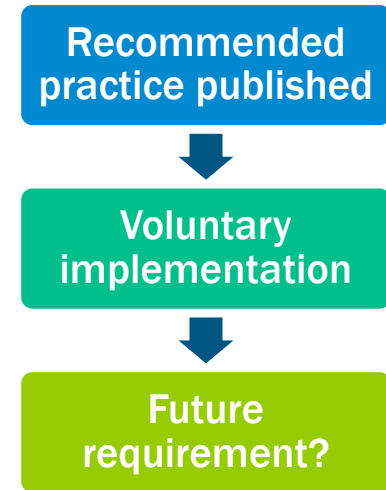 Recommended
practice published
Voluntary
implementation
Future
requirement?